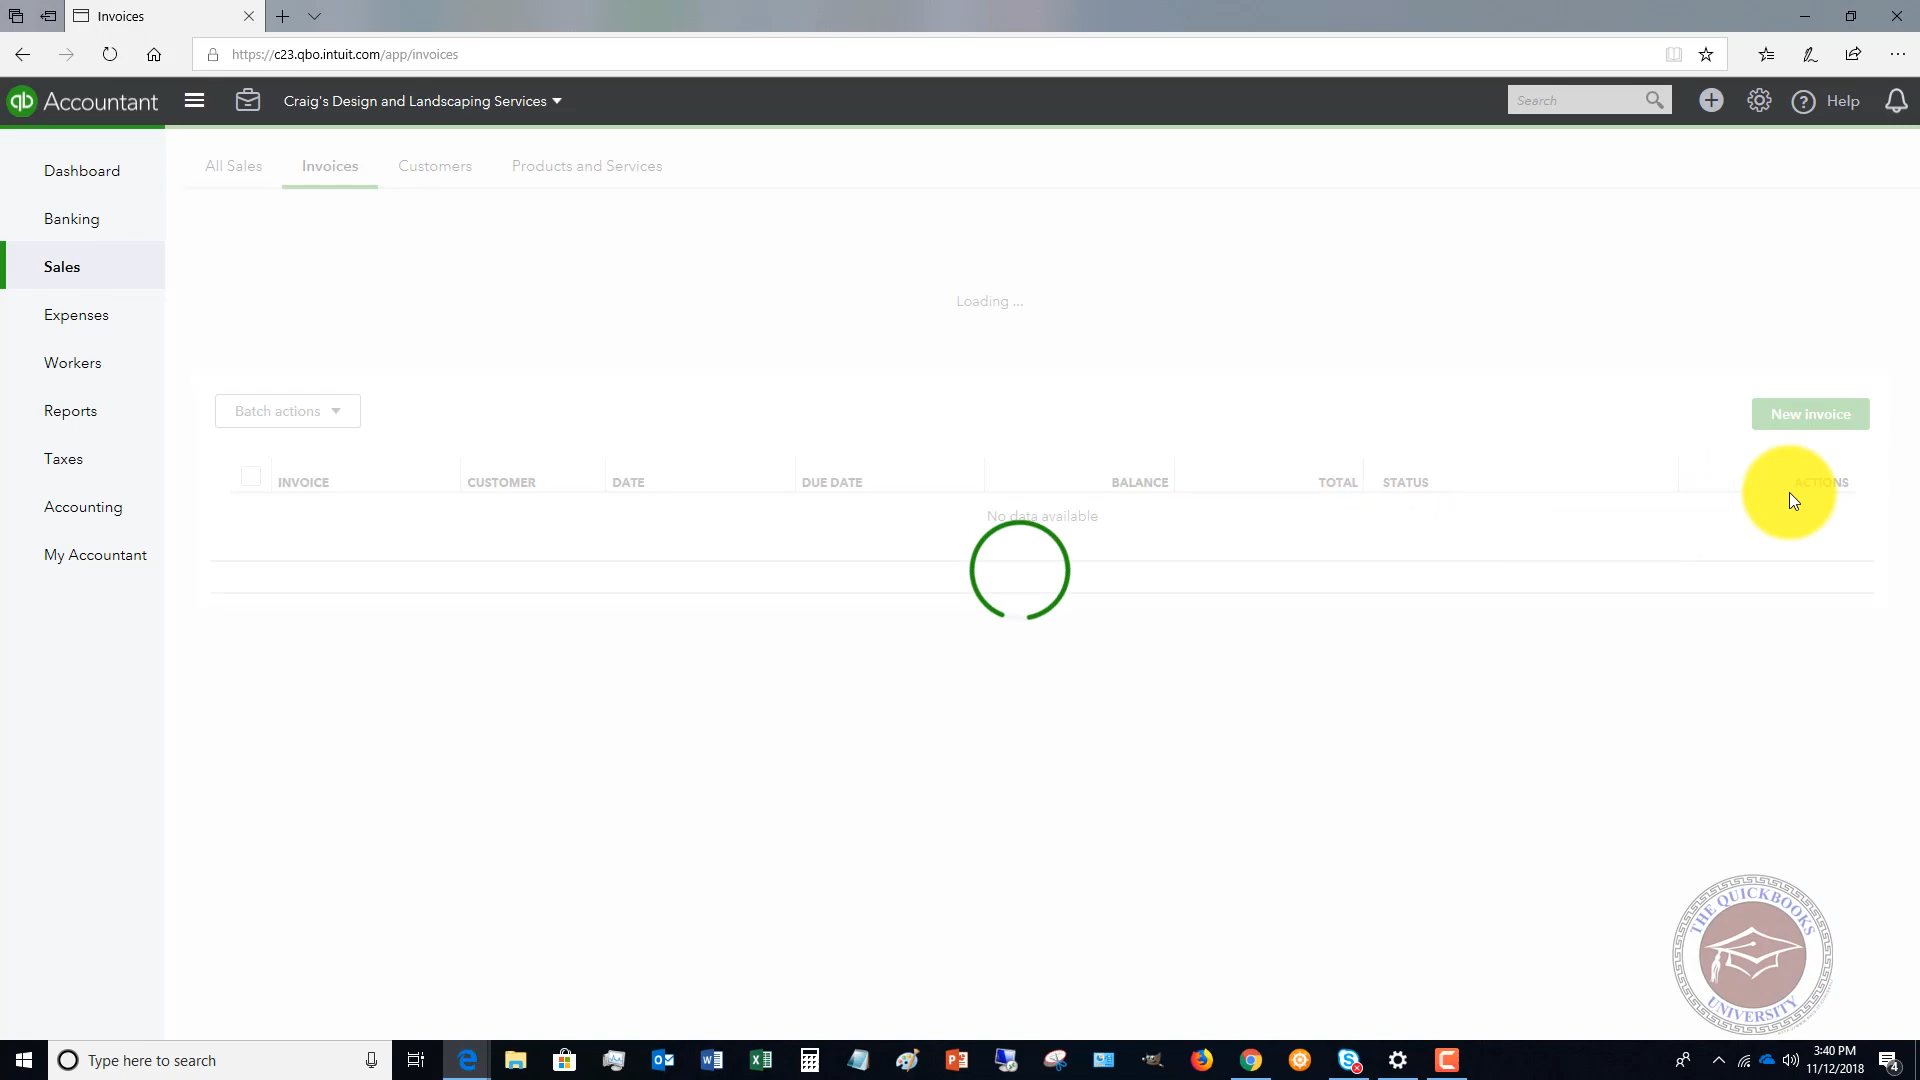 Invoices
https://c23.qbo.intuit.com/app/invoices
qb Accountant
Craig's Design and Landscaping Services
Search
Help
Dashboard
Banking
Sales
Expenses
Workers
Reports
Taxes
Accounting
My Accountant
All Sales
Invoices
Customers
Products and Services
Loading ...
Batch actions
New invoice
INVOICE
CUSTOMER
DATE
DUE DATE
BALANCE
TOTAL
STATUS
ACTIONS
No data available
THE QUICKBOOKS
UNIVERSITY
Type here to search
3:40 PM
11/12/2018
4